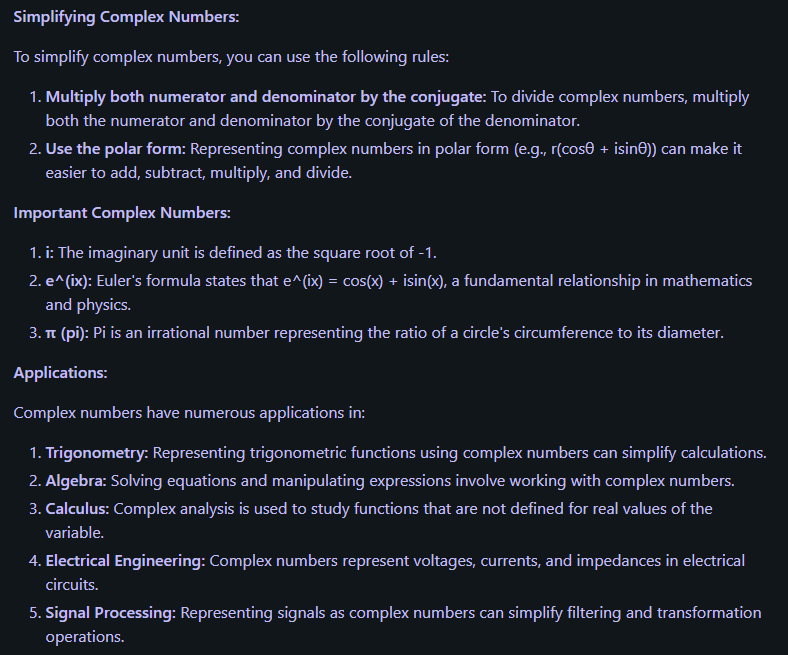 Simplifying Complex Numbers:
To simplify complex numbers, you can use the following rules:
1. Multiply both numerator and denominator by the conjugate: To divide complex numbers, multiply
both the numerator and denominator by the conjugate of the denominator.
2. Use the polar form: Representing complex numbers in polar form (e.g., r(cosθ + isinθ)) can make it
easier to add, subtract, multiply, and divide.
Important Complex Numbers:
1. i: The imaginary unit is defined as the square root of -1.
2. e^(ix): Euler's formula states that e^(ix) = cos(x) + isin(x), a fundamental relationship in mathematics
and physics.
3. π (pi): Pi is an irrational number representing the ratio of a circle's circumference to its diameter.
Applications:
Complex numbers have numerous applications in:
1. Trigonometry: Representing trigonometric functions using complex numbers can simplify calculations.
2. Algebra: Solving equations and manipulating expressions involve working with complex numbers.
3. Calculus: Complex analysis is used to study functions that are not defined for real values of the
variable.
4. Electrical Engineering: Complex numbers represent voltages, currents, and impedances in electrical
circuits.
5. Signal Processing: Representing signals as complex numbers can simplify filtering and transformation
operations.